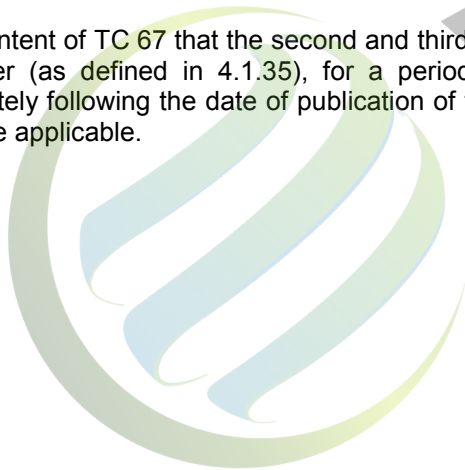 ntent of TC 67 that the second and third
er (as defined in 4.1.35), for a period
tely following the date of publication of
e applicable.